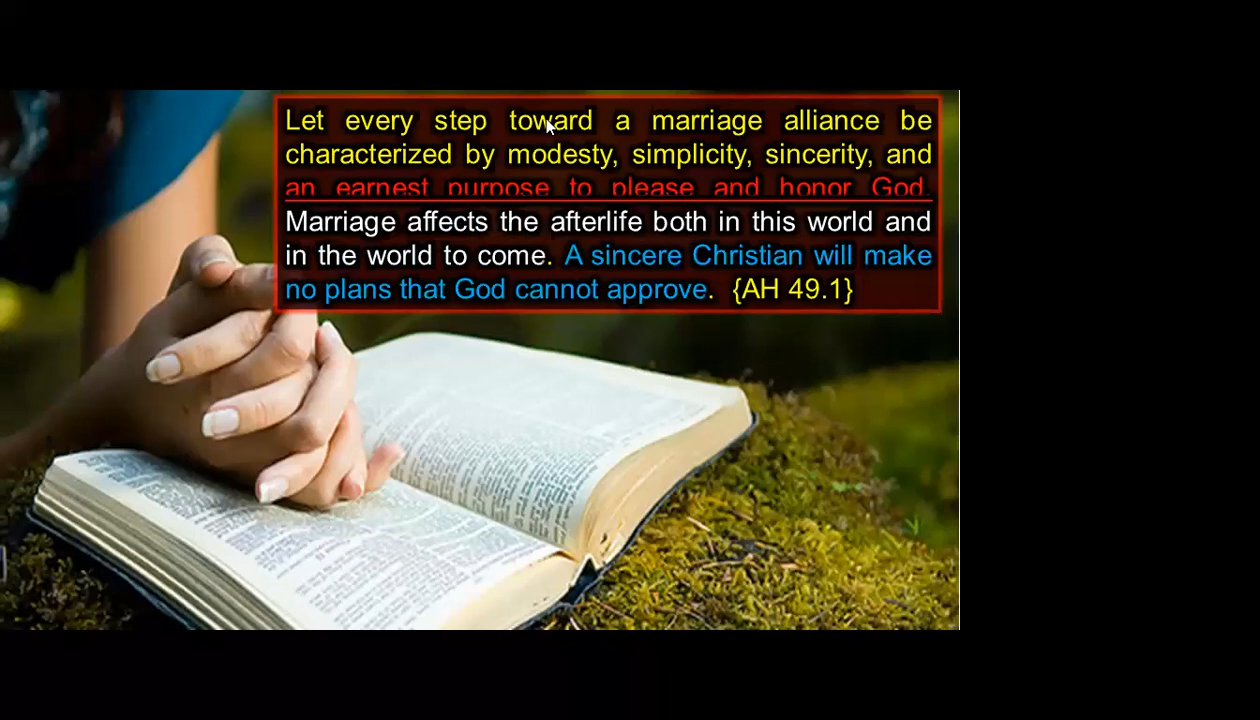 Let every step toward a marriage alliance be
characterized by modesty, simplicity, sincerity, and
an earnest purpose to please and honor God.
Marriage affects the afterlife both in this world and
in the world to come. A sincere Christian will make
no plans that God cannot approve. {AH 49.1}